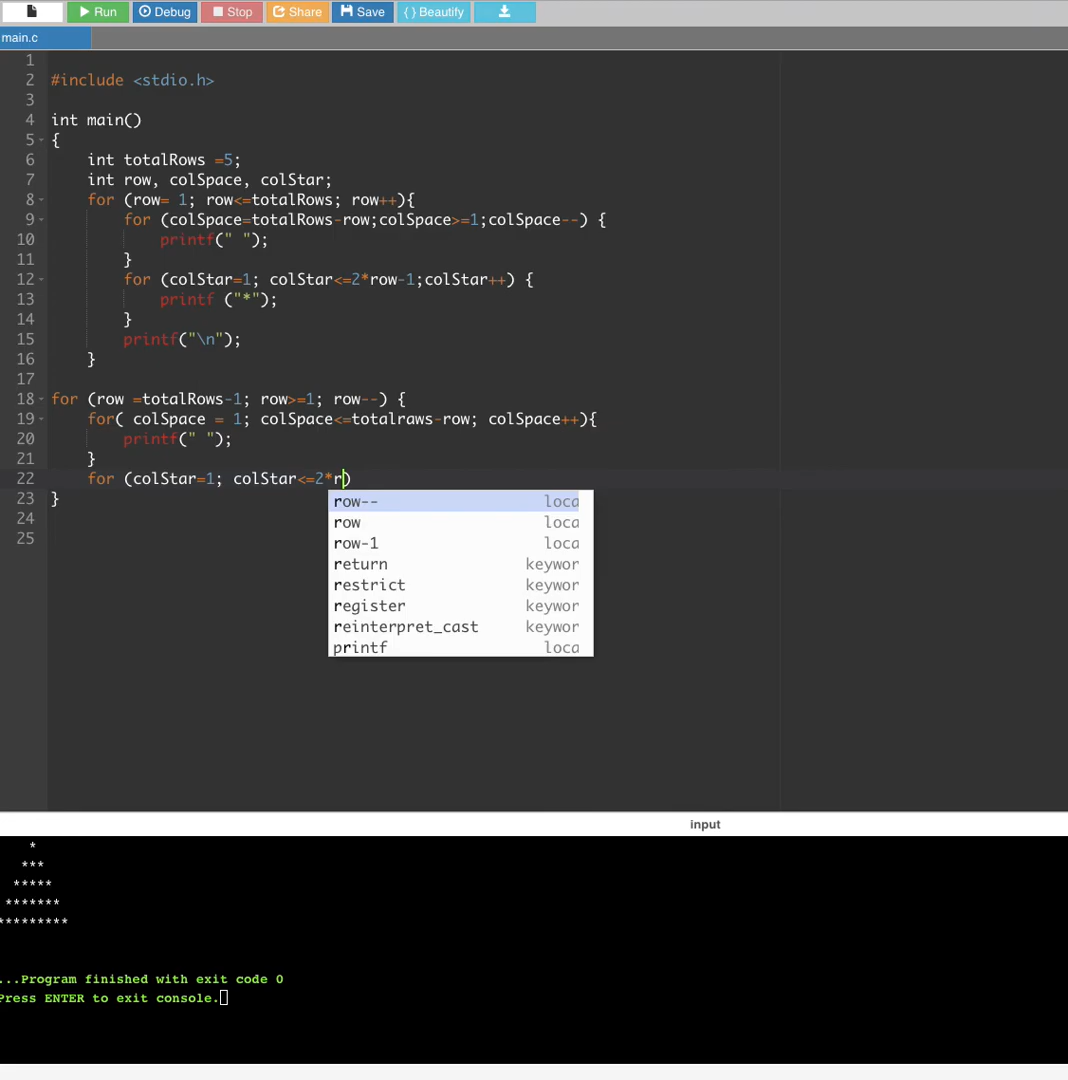 Run Debug Stop Share Save { } Beautify
main.c
1
2 #include <stdio.h>
3
4 int main()
5 {
6 int totalRows =5;
7 int row, colSpace, colStar;
8 for (row= 1; row<=totalRows; row++){
9 for (colSpace=totalRows-row;colSpace>=1;colSpace--) {
10 printf(" ");
11 }
12 for (colStar=1; colStar<=2*row-1;colStar++) {
13 printf ("*");
14 }
15 printf("\n");
16 }
17
18 for (row =totalRows-1; row>=1; row--) {
19 for( colSpace = 1; colSpace<=totalraws-row; colSpace++){
20 printf(" ");
21 }
22 for (colStar=1; colStar<=2*r)
23 }
24
25
row-- loca
row loca
row-1 loca
return keywor
restrict keywor
register keywor
reinterpret_cast keywor
printf loca
input
*
***
*****
*******
*********
...Program finished with exit code 0
Press ENTER to exit console.